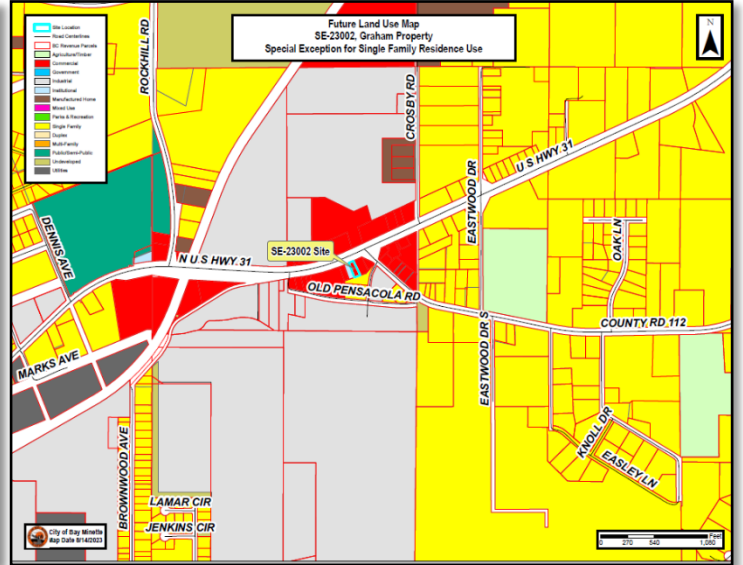 Future Land Use Map
SE-23002, Graham Property
Special Exception for Single Family Residence Use
N
Site Location
Road Centerlines
BC Revenue Parcels
Agriculture/Timber
Commercial
Government
Industrial
Institutional
Manufactured Home
Mixed Use
Parks & Recreation
Single Family
Duplex
Multi-Family
Public/Semi-Public
Undeveloped
Utilities
ROCKHILL RD
CROSBY RD
U S HWY 31
EASTWOOD DR
DENNIS AVE
OAK LN
SE-23002 Site
N U S HWY 31
OLD PENSACOLA RD
COUNTY RD 112
EASTWOOD DR S
MARKS AVE
BROWNWOOD AVE
KNOLL DR
EASLEY LN
LAMAR CIR
JENKINS CIR
City of Bay Minette
Map Date 8/14/2023
Feet
0 270 540 1,080